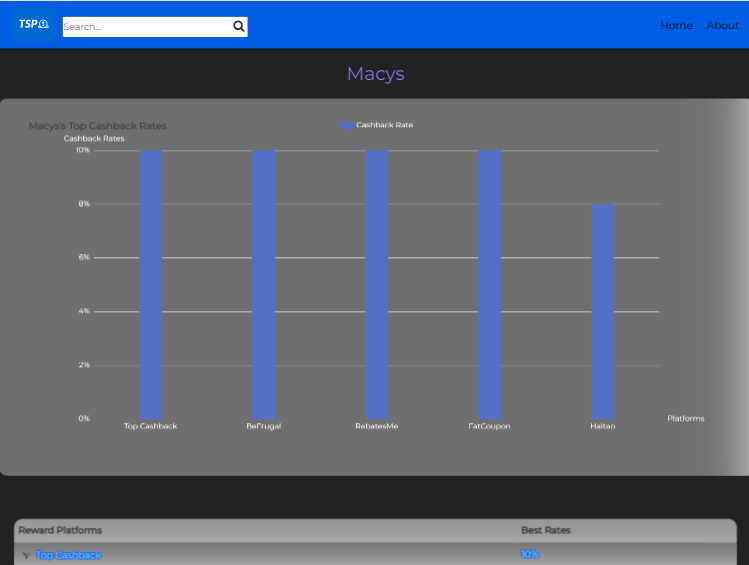 TSP
Search...
Home About
Macys
Macys's Top Cashback Rates
Cashback Rate
Cashback Rates
10%
8%
6%
4%
2%
0%
Top Cashback BeFrugal RebatesMe FatCoupon Haitao
Platforms
Reward Platforms Best Rates
Top Cashback 10%